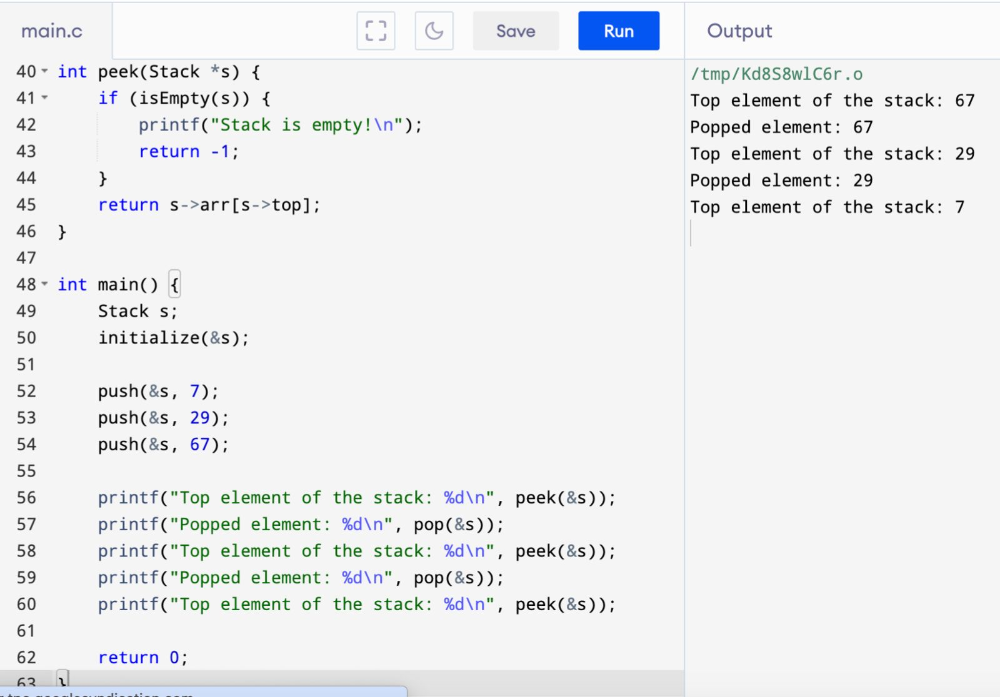 main.c
Save
Run
Output
40 int peek(Stack *s) {
41     if (isEmpty(s)) {
42         printf("Stack is empty!\n");
43         return -1;
44     }
45     return s->arr[s->top];
46 }
47
48 int main() {
49     Stack s;
50     initialize(&s);
51
52     push(&s, 7);
53     push(&s, 29);
54     push(&s, 67);
55
56     printf("Top element of the stack: %d\n", peek(&s));
57     printf("Popped element: %d\n", pop(&s));
58     printf("Top element of the stack: %d\n", peek(&s));
59     printf("Popped element: %d\n", pop(&s));
60     printf("Top element of the stack: %d\n", peek(&s));
61
62     return 0;
63 }
/tmp/Kd8S8wlC6r.o
Top element of the stack: 67
Popped element: 67
Top element of the stack: 29
Popped element: 29
Top element of the stack: 7